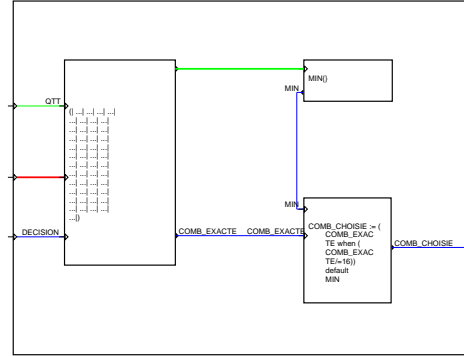 QTT
(| ...| ...| ...| ...|
...| ...| ...| ...|
...| ...| ...| ...|
...| ...| ...| ...|
...| ...| ...| ...|
...| ...| ...| ...|
...| ...| ...| ...|
...| ...| ...| ...|
...| ...| ...| ...|
...| ...| ...| ...|
...| ...| ...| ...|
...|)
DECISION
COMB_EXACTE
MIN()
MIN
MIN
COMB_EXACTE
COMB_CHOISIE := (
COMB_EXAC
TE when (
COMB_EXAC
TE/=16))
default
MIN
COMB_CHOISIE